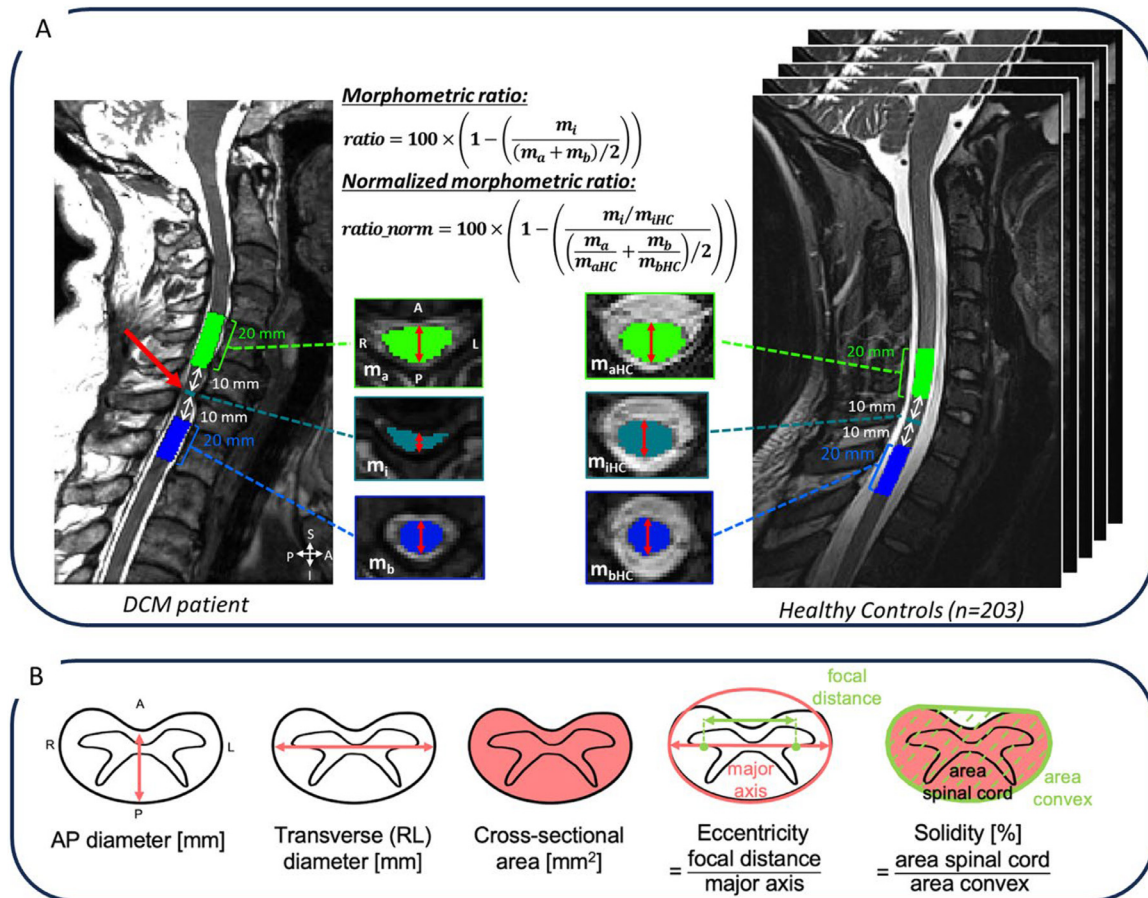 A
Morphometric ratio:
ratio = 100 × (1 − (m_i / ((m_a + m_b)/2)))
Normalized morphometric ratio:
ratio_norm = 100 × (1 − ((m_i/m_iHC) / ((m_a/m_aHC + m_b/m_bHC)/2)))
20 mm
10 mm
10 mm
20 mm
S
P A
I
DCM patient
A
R L
P
m_a
m_i
m_b
m_aHC
m_iHC
m_bHC
20 mm
10 mm
10 mm
20 mm
Healthy Controls (n=203)
B
A
R L
P
AP diameter [mm]
Transverse (RL)
diameter [mm]
Cross-sectional
area [mm²]
focal
distance
major
axis
Eccentricity
= focal distance
major axis
area
spinal cord
area
convex
Solidity [%]
= area spinal cord
area convex